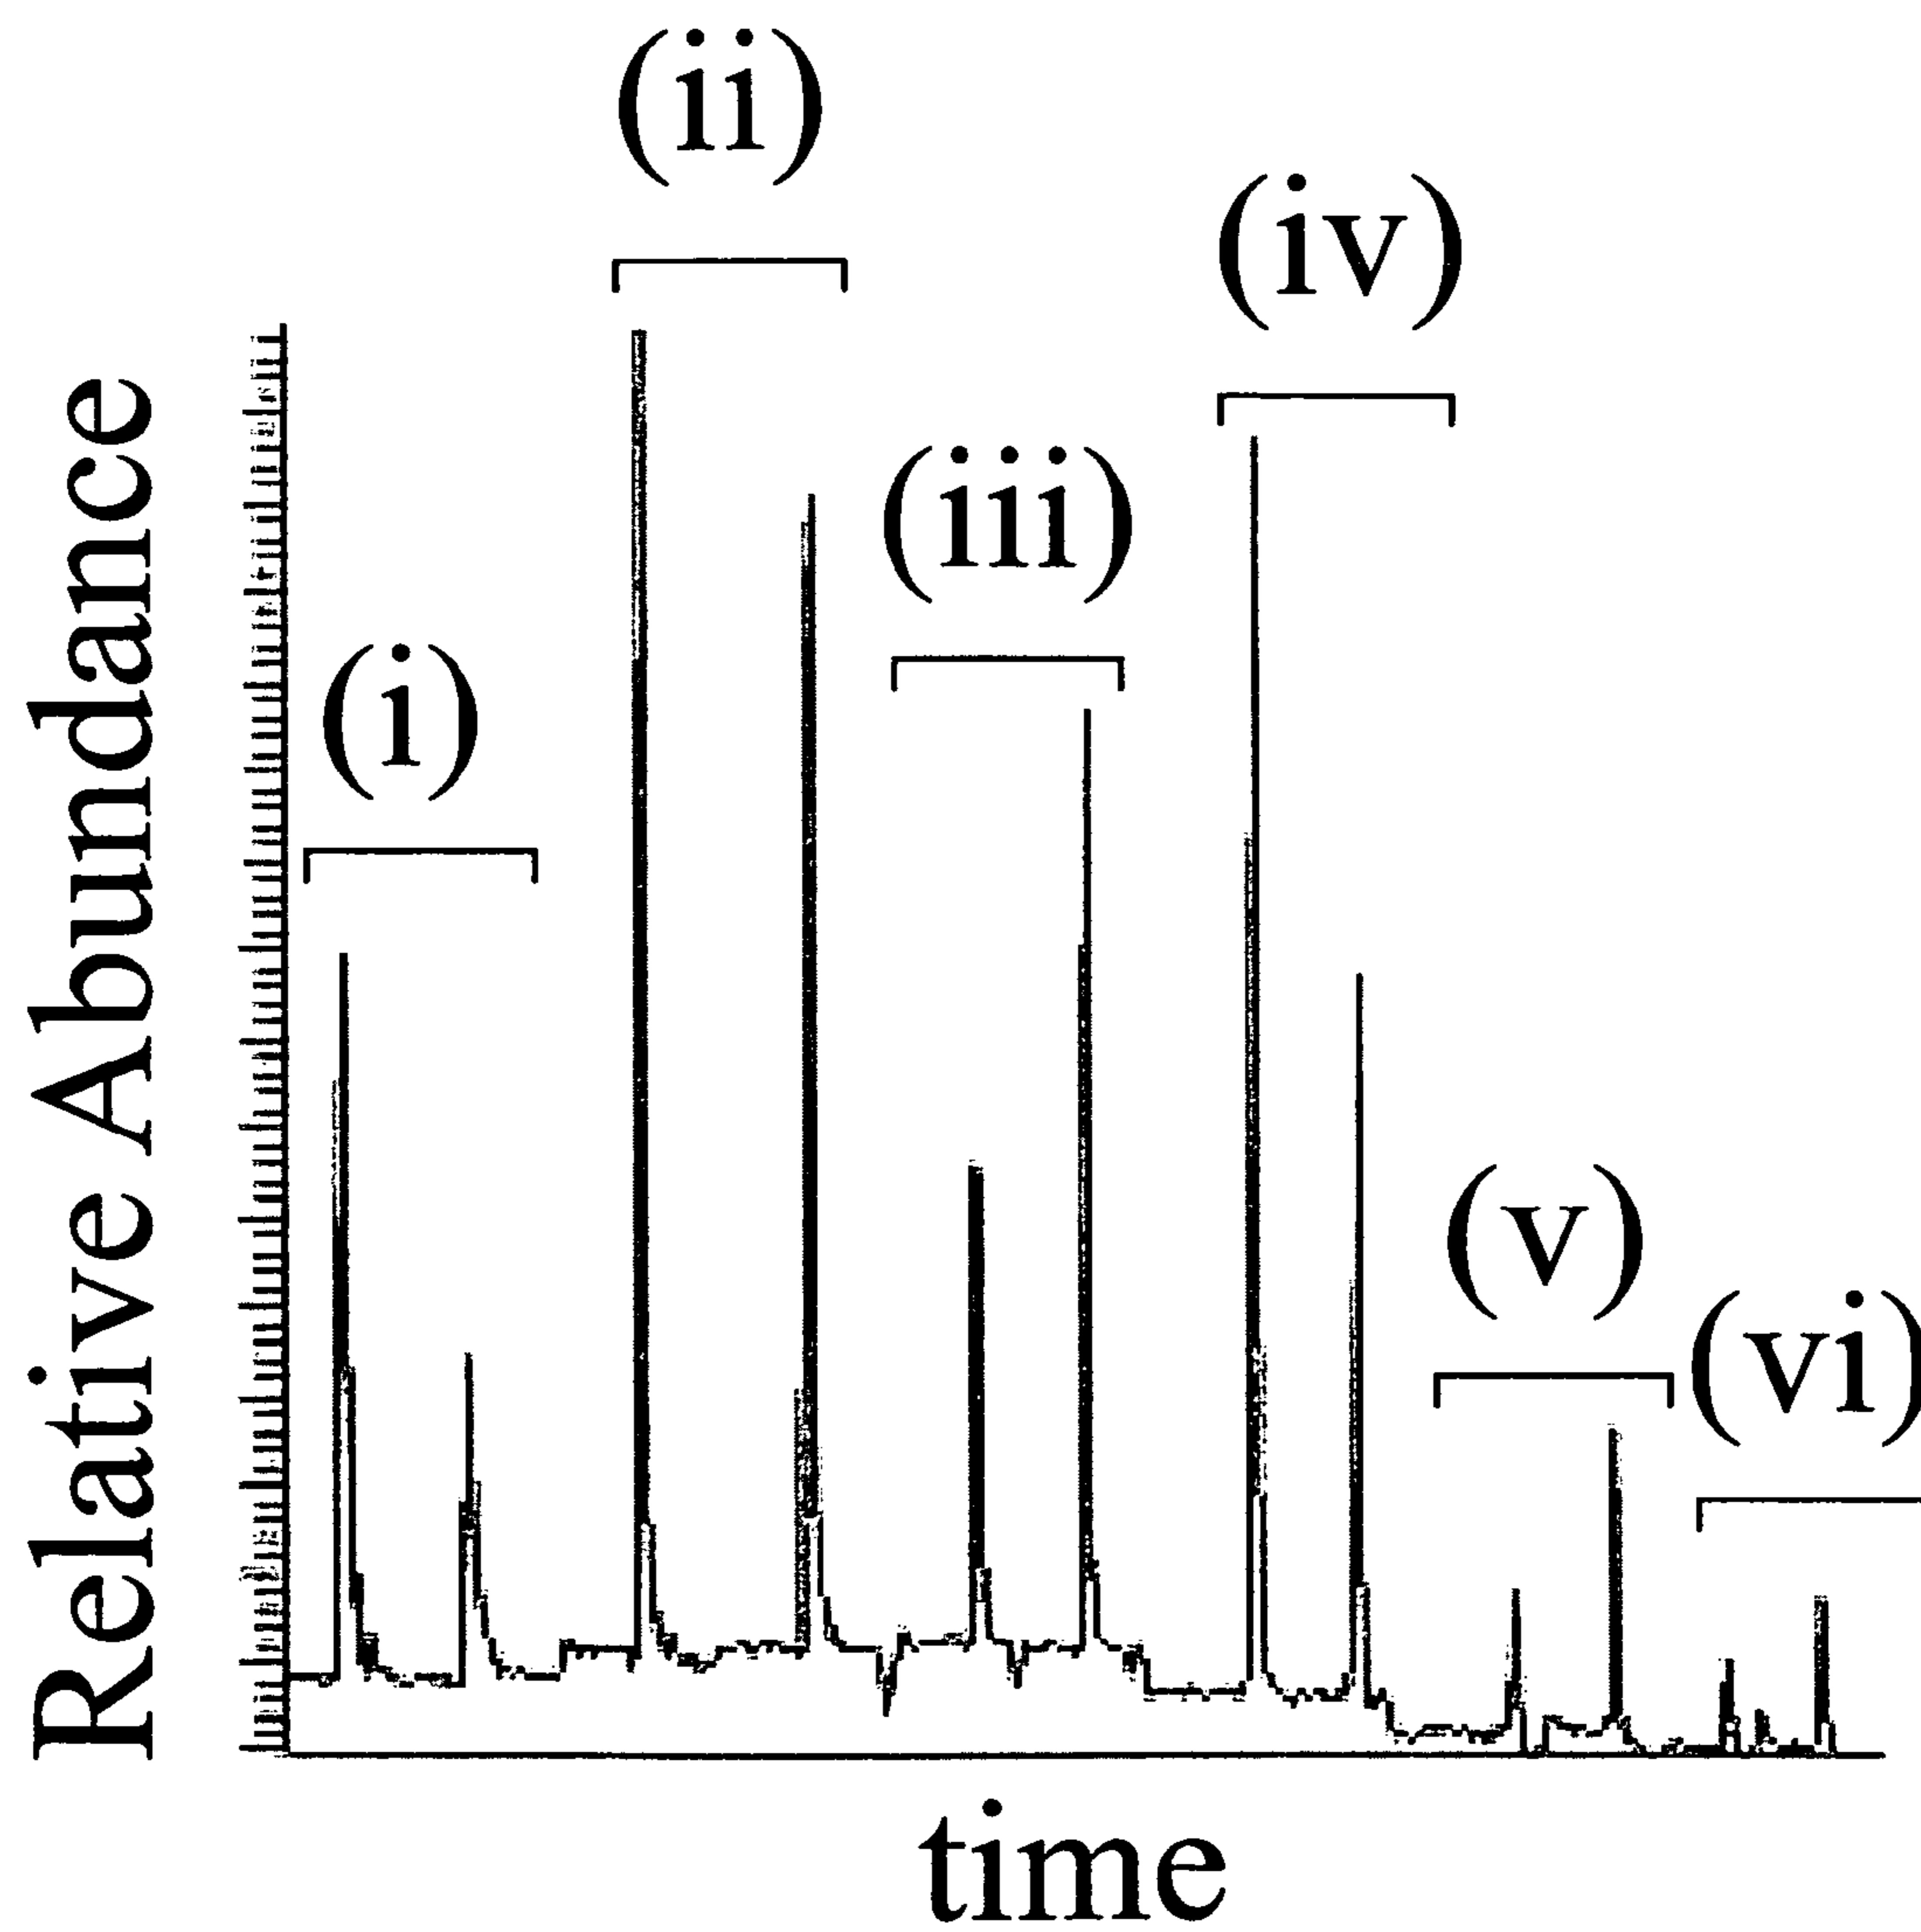 (ii)
(iv)
(iii)
(i)
(v)
(vi)
Relative Abundance
time